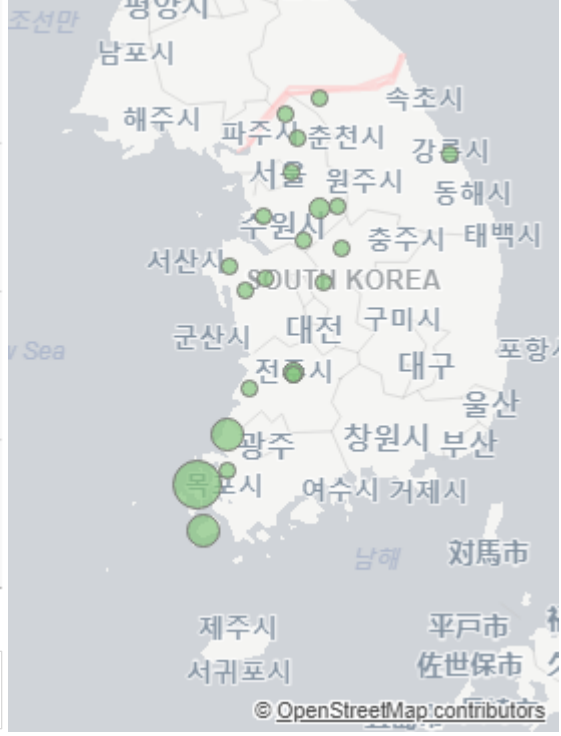 평양시
조선만
남포시
속초시
해주시
파주시
춘천시
강릉시
서울
원주시
동해시
수원시
충주시
태백시
서산시
SOUTH KOREA
구미시
대전
군산시
w Sea
포항시
전주시
대구
울산
창원시
부산
광주
목포시
여수시
거제시
남해
対馬市
제주시
平戸市
佐世保市
서귀포시
© OpenStreetMap contributors